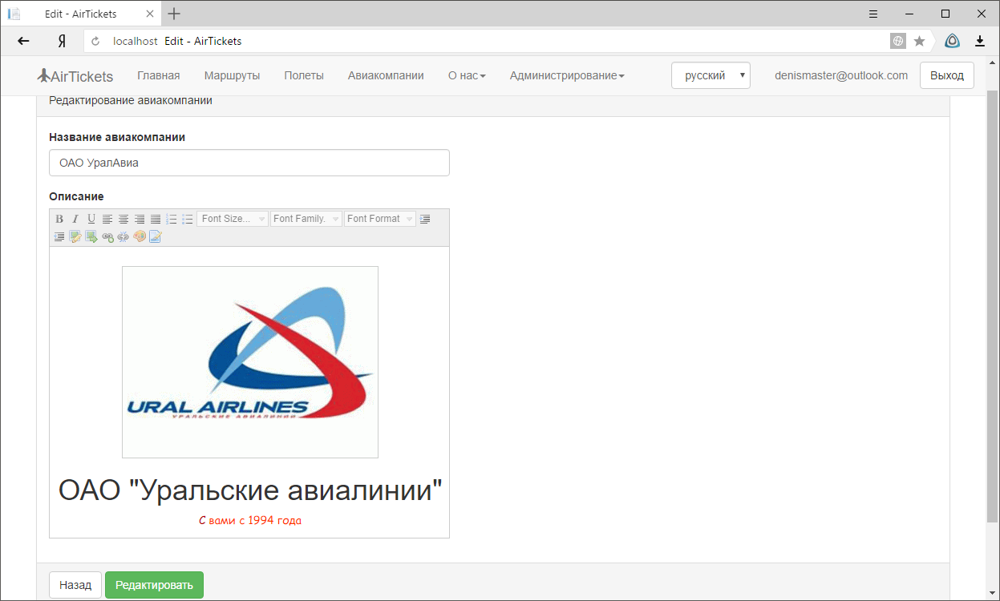 Edit - AirTickets
Я localhost Edit - AirTickets
AirTickets Главная Маршруты Полеты Авиакомпании О нас Администрирование русский denismaster@outlook.com Выход
Редактирование авиакомпании
Название авиакомпании
ОАО УралАвиа
Описание
B I U Font Size... Font Family. Font Format
URAL AIRLINES
УРАЛЬСКИЕ АВИАЛИНИИ
ОАО "Уральские авиалинии"
С вами с 1994 года
Назад Редактировать